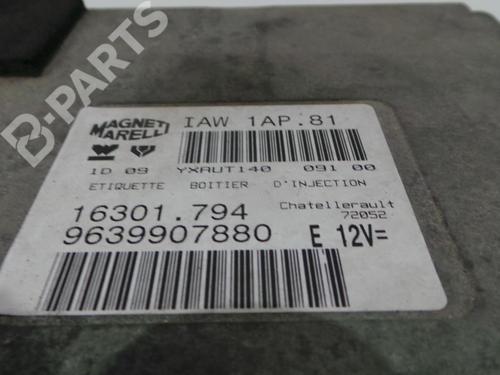 B-PARTS
MAGNETI MARELLI
IAW 1AP.81
1D 09 YXAUT140 091 00
ETIQUETTE BOITIER D'INJECTION
16301.794
Chatellerault
72052
9639907880
E 12V=